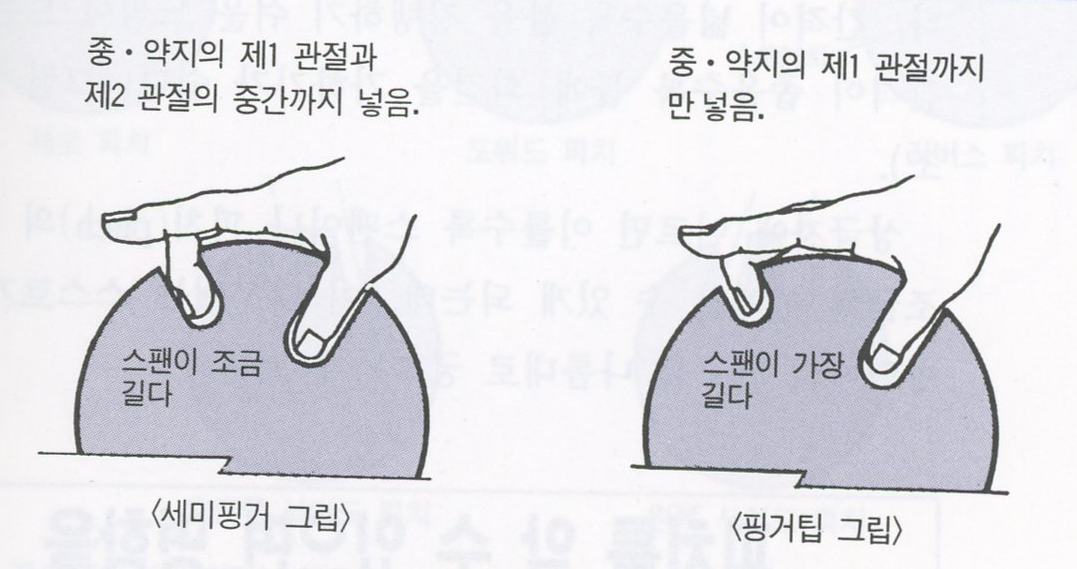 중·약지의 제1 관절과
제2 관절의 중간까지 넣음.
스팬이 조금
길다
〈세미핑거 그립〉
중·약지의 제1 관절까지
만 넣음.
스팬이 가장
길다
〈핑거팁 그립〉